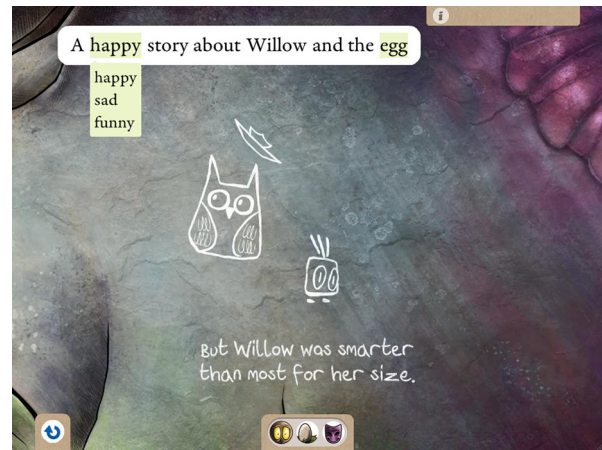 A happy story about Willow and the egg
happy
sad
funny
But Willow was smarter
than most for her size.